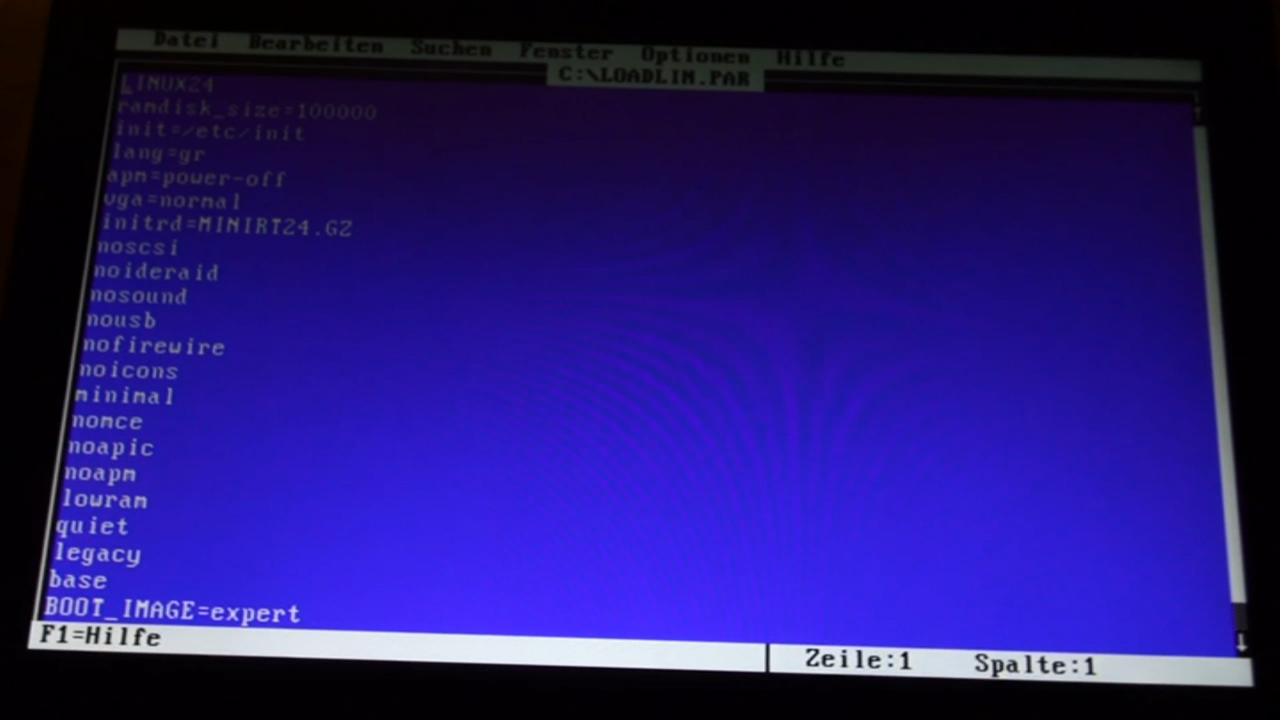 Datei Bearbeiten Suchen Fenster Optionen Hilfe
C:\LOADLIN.PAR
LINUX24
ramdisk_size=100000
init=/etc/init
lang=gr
apm=power-off
vga=normal
initrd=MINIRT24.GZ
noscsi
noideraid
nosound
nousb
nofirewire
noicons
minimal
nomce
noapic
noapm
lowram
quiet
legacy
base
BOOT_IMAGE=expert
F1=Hilfe Zeile:1 Spalte:1